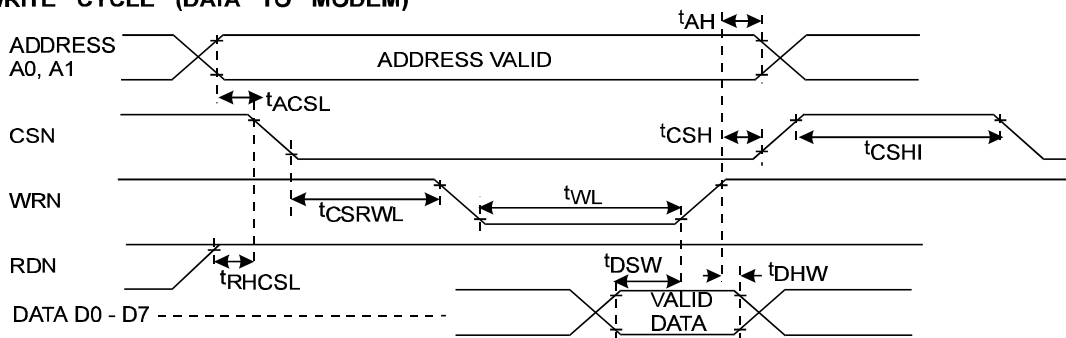 WRITE CYCLE (DATA TO MODEM)
tAH
ADDRESS
A0, A1
ADDRESS VALID
tACSL
CSN
tCSH
tCSHI
WRN
tCSRWL
tWL
RDN
tRHCSL
tDSW
tDHW
DATA D0 - D7
VALID
DATA